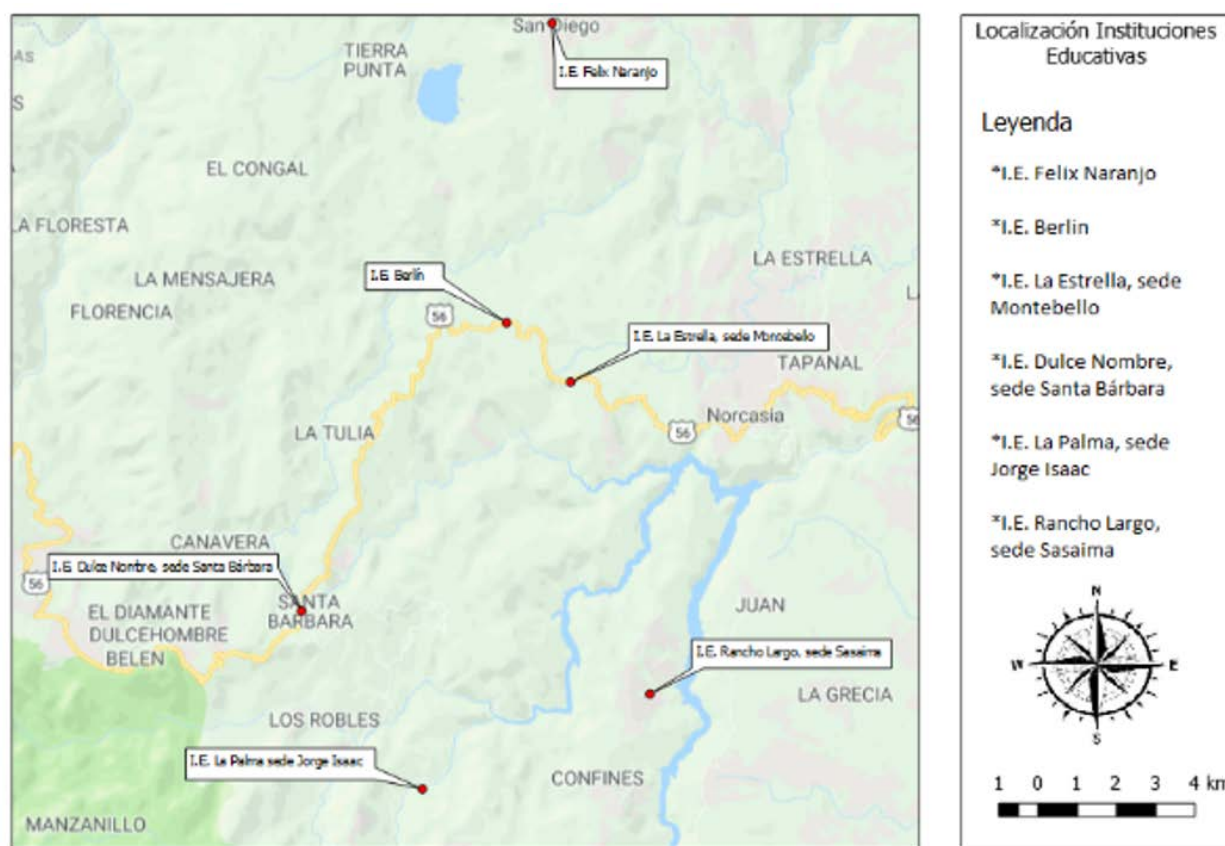 San Diego
TIERRA
PUNTA
I.E. Felix Naranjo
EL CONGAL
LA FLORESTA
LA MENSAJERA
FLORENCIA
LA ESTRELLA
I.E. Berlín
56
I.E. La Estrella, sede Montebello
TAPANAL
Norcasia
56
56
LA TULIA
CANAVERA
I.E. Dulce Nombre, sede Santa Bárbara
56
SANTA
BARBARA
EL DIAMANTE
DULCEHOMBRE
BELEN
JUAN
I.E. Rancho Largo, sede Sasaima
LA GRECIA
LOS ROBLES
I.E. La Palma sede Jorge Isaac
CONFINES
MANZANILLO
Localización Instituciones
Educativas
Leyenda
*I.E. Felix Naranjo
*I.E. Berlin
*I.E. La Estrella, sede
Montebello
*I.E. Dulce Nombre,
sede Santa Bárbara
*I.E. La Palma, sede
Jorge Isaac
*I.E. Rancho Largo,
sede Sasaima
N
W E
S
1 0 1 2 3 4 km